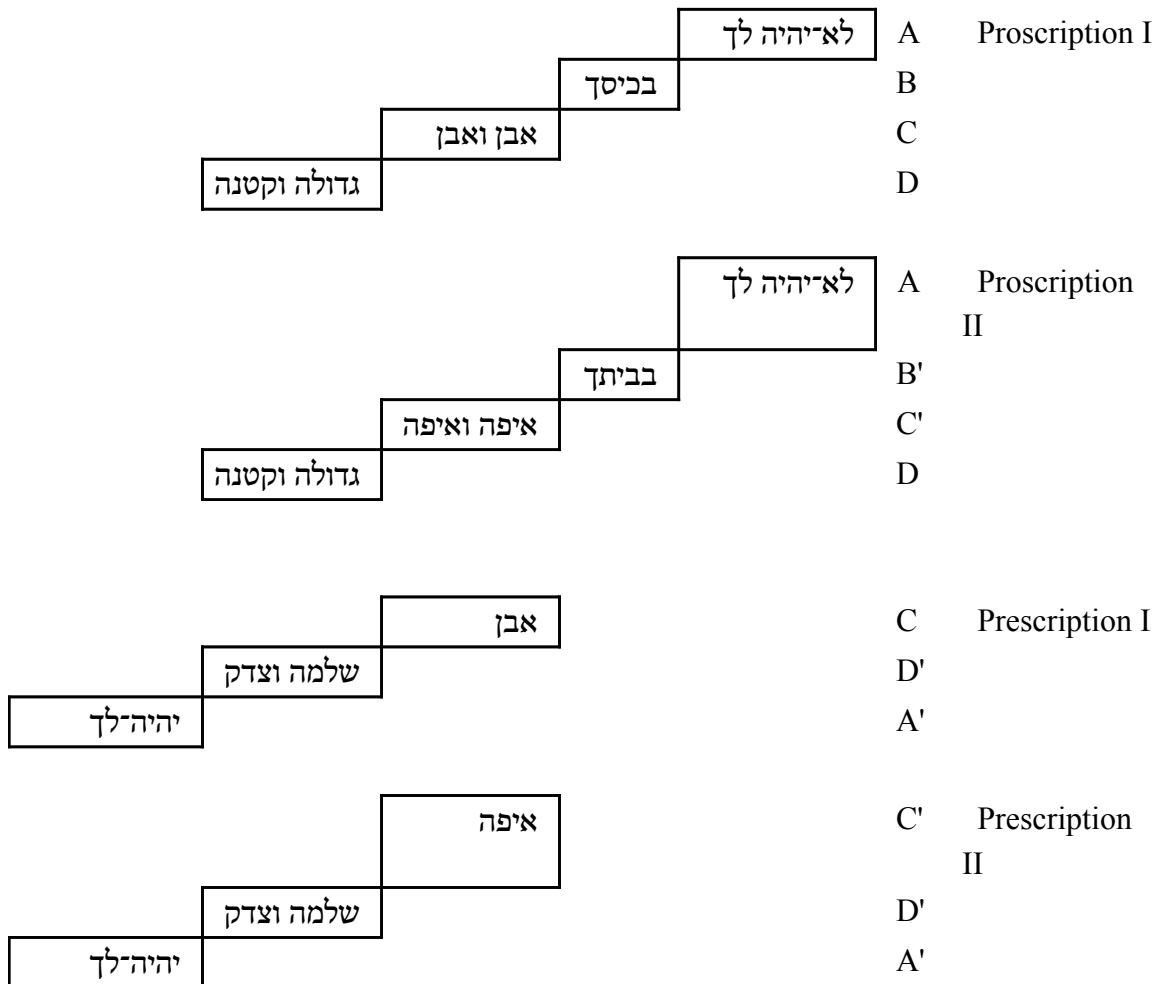 לא־יהיה לך A Proscription I
בכיסך B
אבן ואבן C
גדולה וקטנה D
לא־יהיה לך A Proscription
II
בביתך B'
איפה ואיפה C'
גדולה וקטנה D
אבן C Prescription I
שלמה וצדק D'
יהיה־לך A'
איפה C' Prescription
II
שלמה וצדק D'
יהיה־לך A'